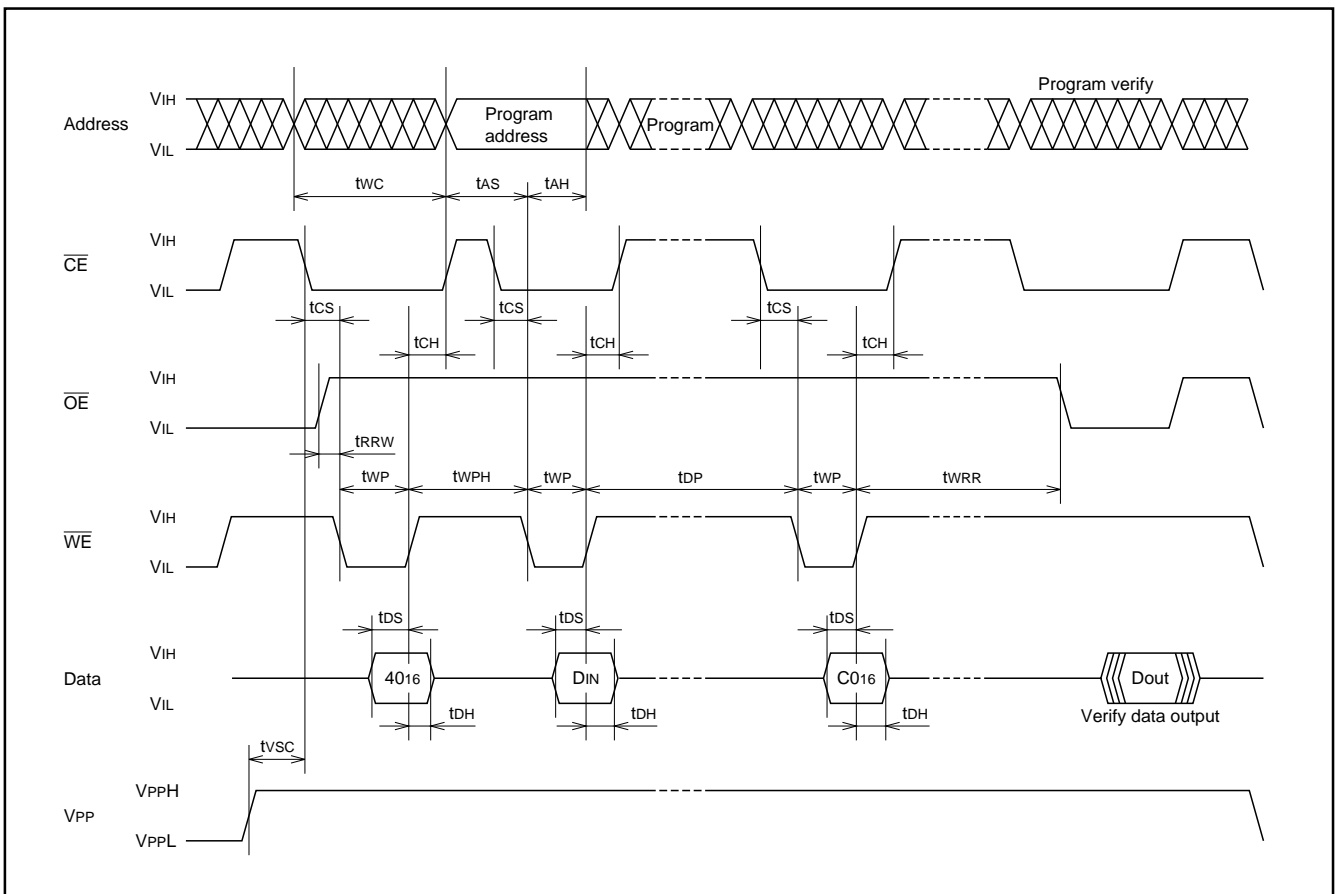 Program verify
VIH
Address
Program
address
Program
VIL
tWC
tAS
tAH
VIH
CE
VIL
tCS
tCS
tCS
tCH
tCH
tCH
VIH
OE
VIL
tRRW
tWP
tWPH
tWP
tDP
tWP
tWRR
VIH
WE
VIL
tDS
tDS
tDS
VIH
Data
4016
DIN
C016
Dout
VIL
tDH
tDH
tDH
Verify data output
tVSC
VPPH
VPP
VPPL